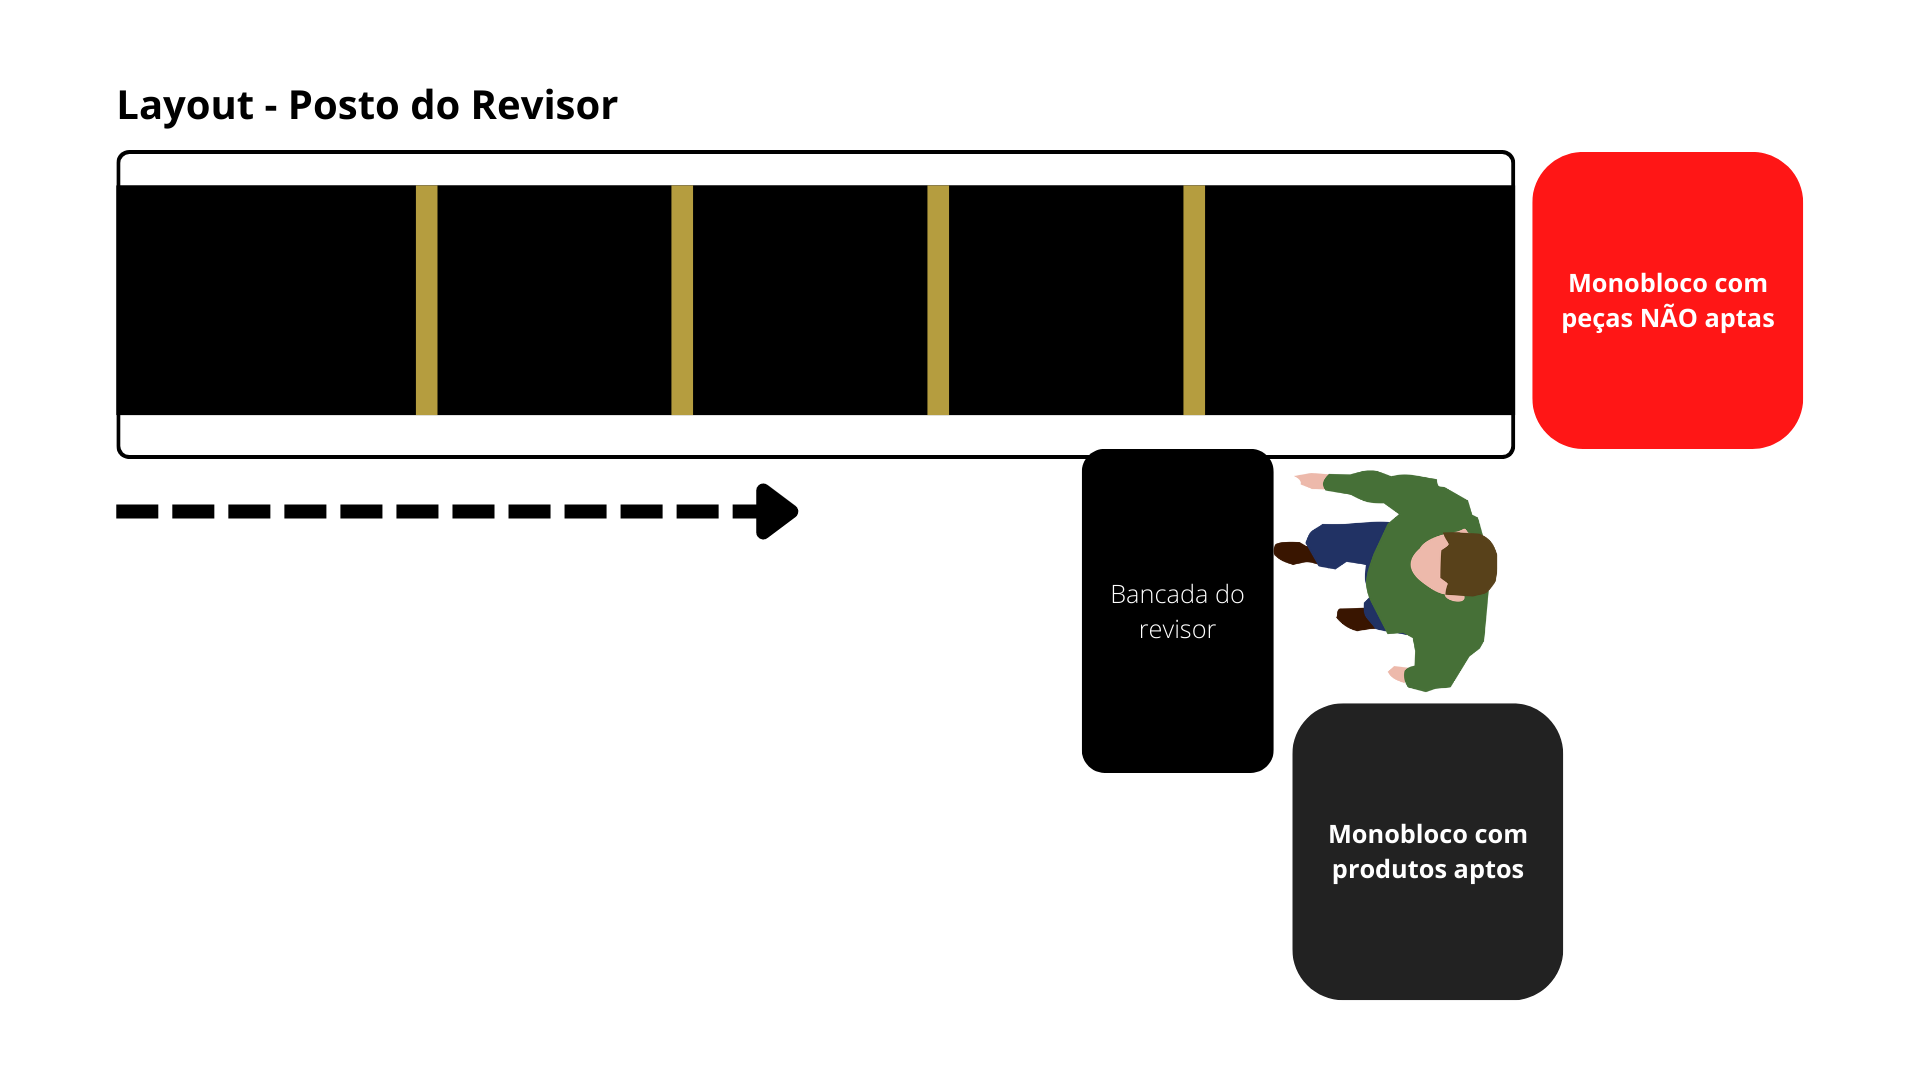 Layout - Posto do Revisor
Monobloco com
peças NÃO aptas
Bancada do
revisor
Monobloco com
produtos aptos